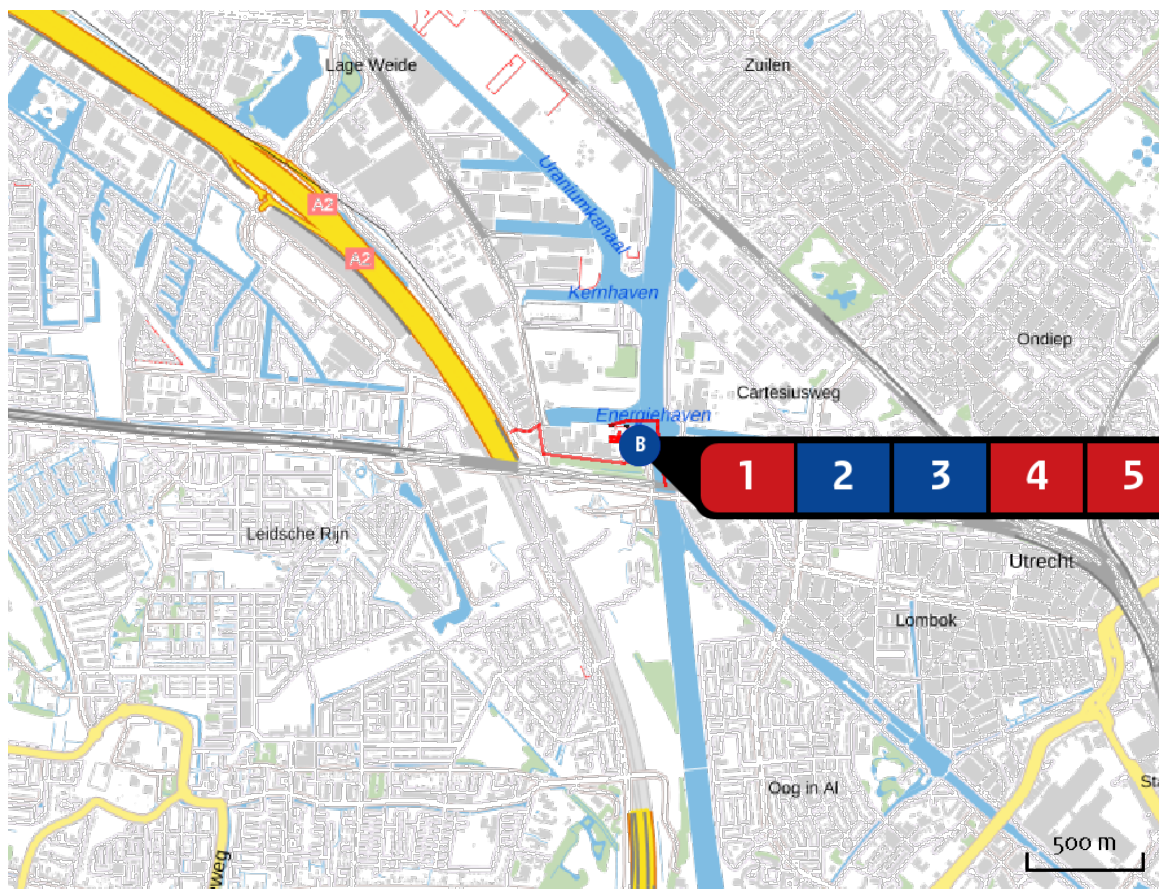 Lage Weide
Zuilen
Uraniumkanaal
A2
A2
Kernhaven
Ondiep
Cartesiusweg
Energiehaven
B
1 2 3 4 5
Leidsche Rijn
Utrecht
Lombok
Oog in Al
500 m